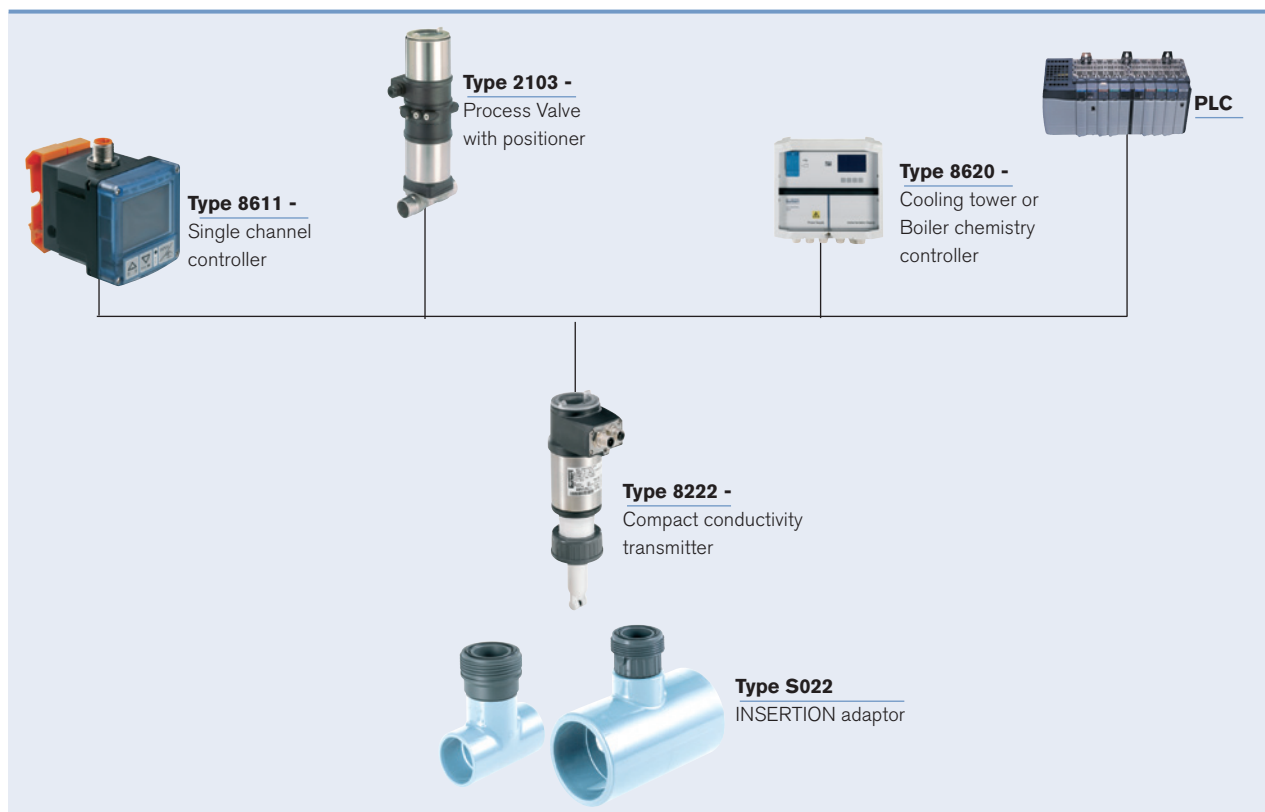 Type 2103 -
Process Valve
with positioner
PLC
Type 8611 -
Single channel
controller
Type 8620 -
Cooling tower or
Boiler chemistry
controller
Type 8222 -
Compact conductivity
transmitter
Type S022
INSERTION adaptor